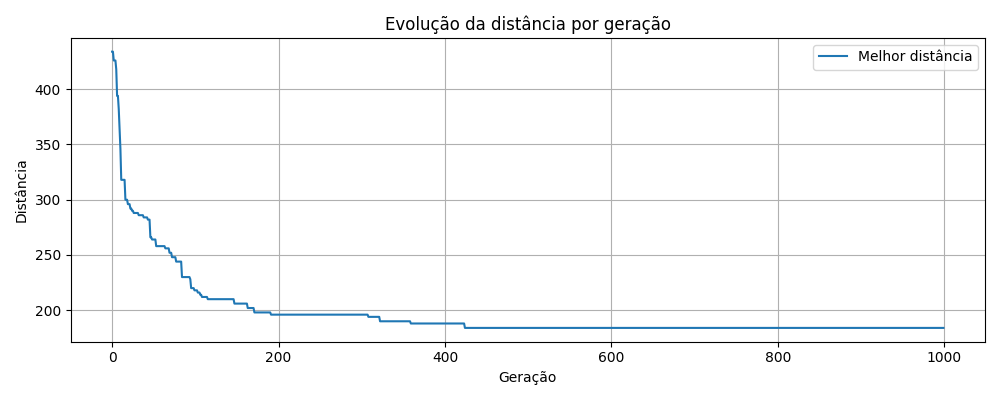 Evolução da distância por geração
Melhor distância
Distância
400
350
300
250
200
0
200
400
600
800
1000
Geração